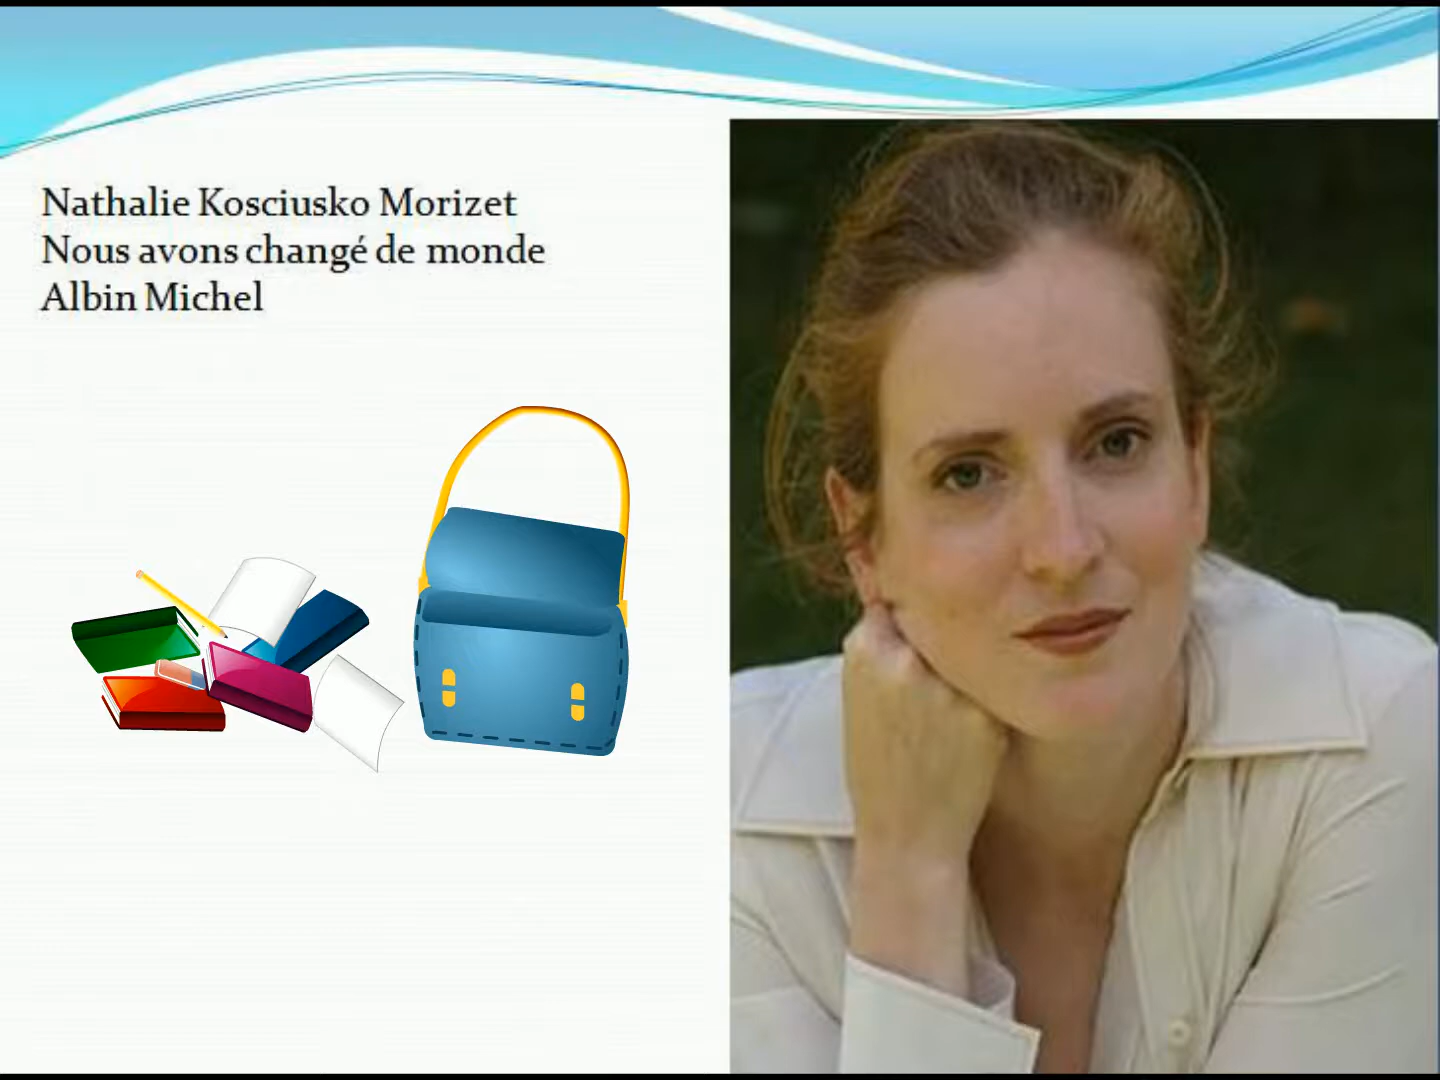 Nathalie Kosciusko Morizet
Nous avons changé de monde
Albin Michel